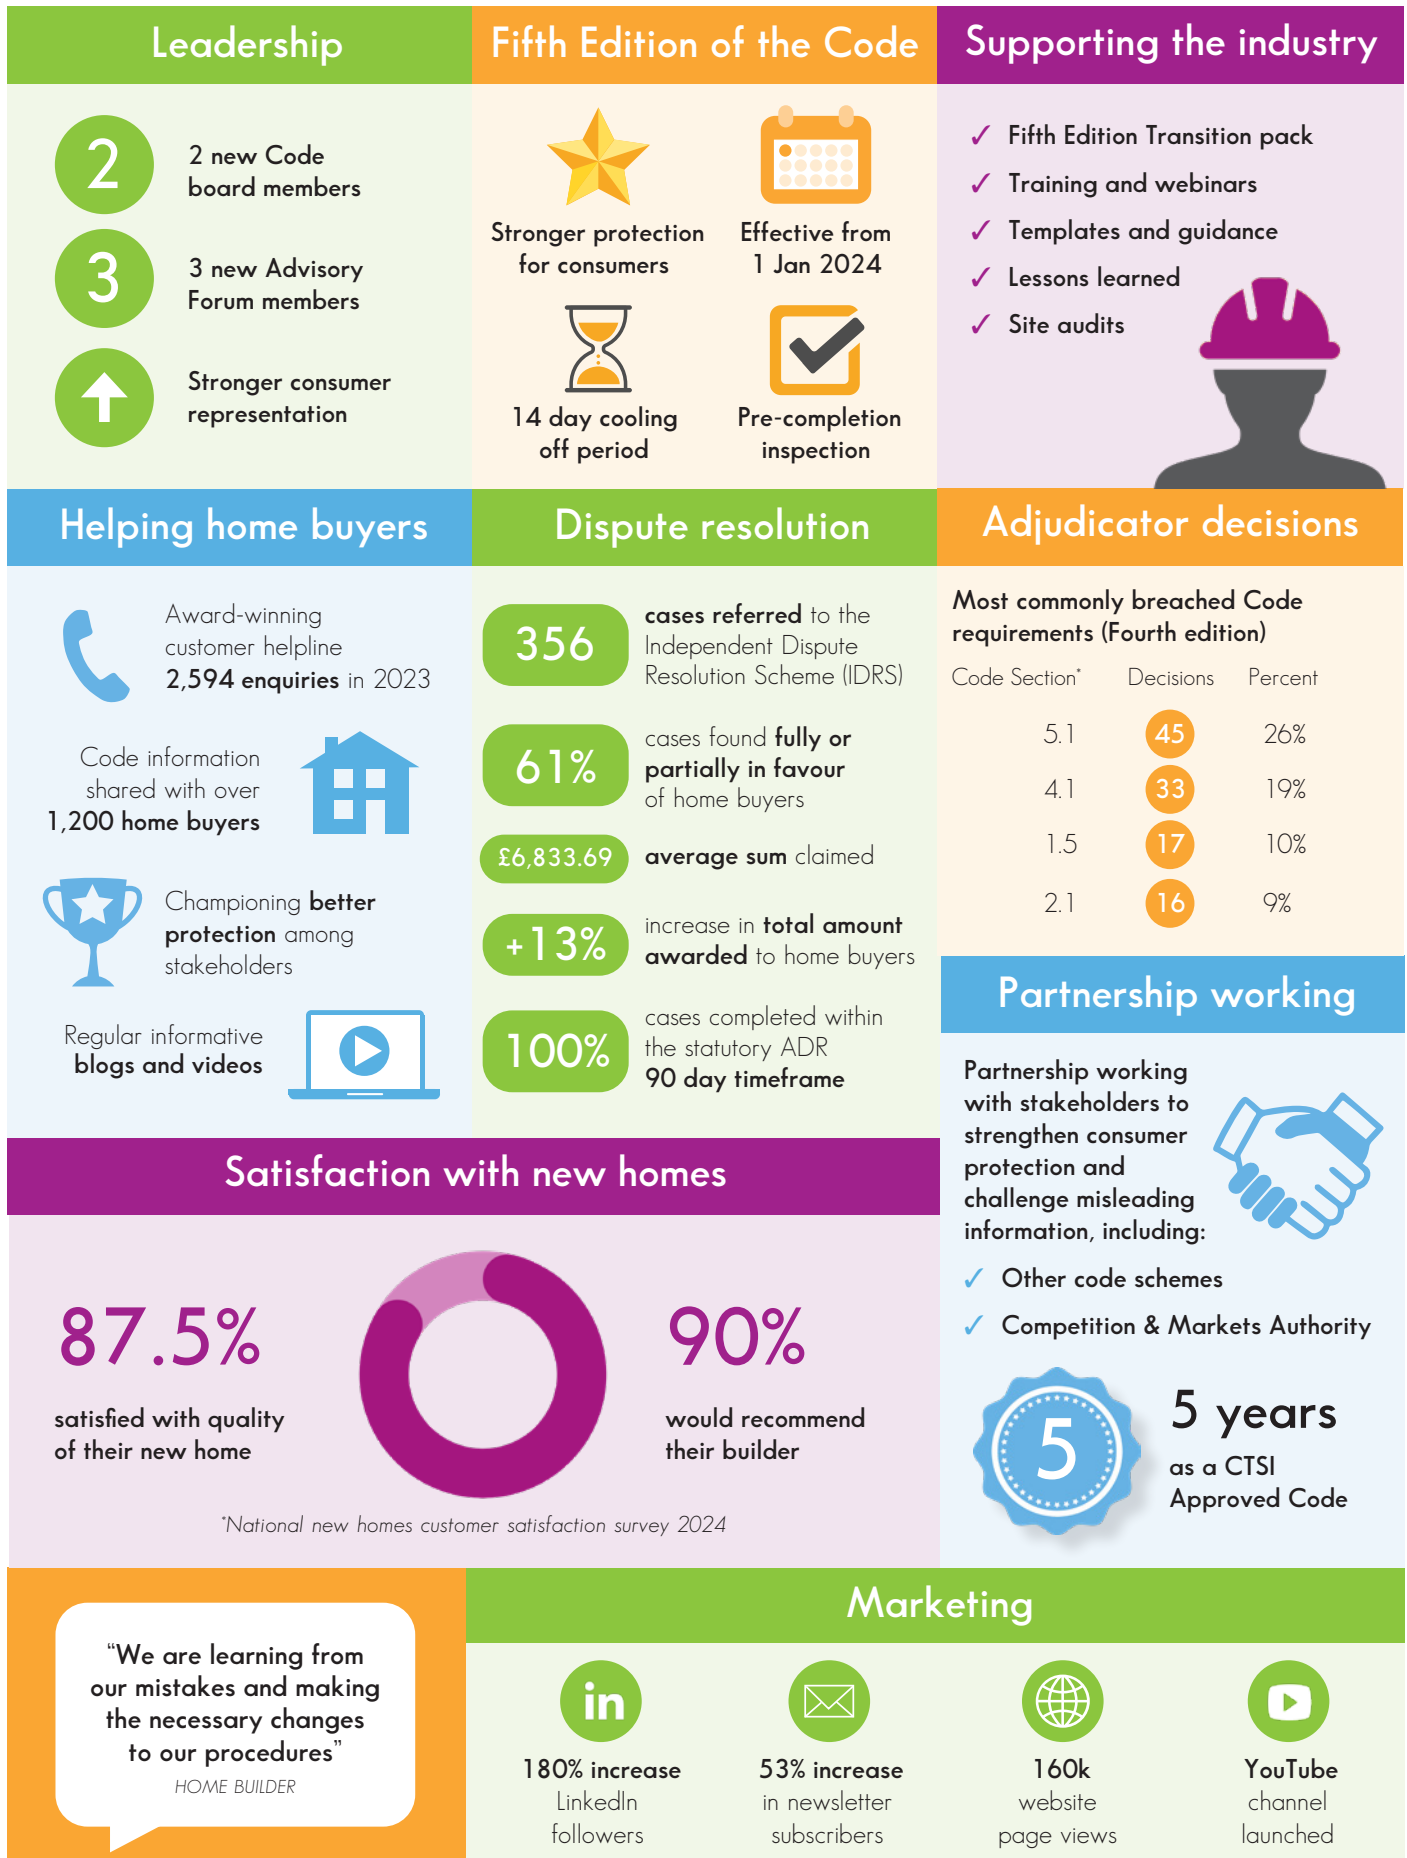 Leadership
2
2 new Code
board members
3
3 new Advisory
Forum members
Stronger consumer
representation
Fifth Edition of the Code
Stronger protection
for consumers
Effective from
1 Jan 2024
14 day cooling
off period
Pre-completion
inspection
Supporting the industry
✓ Fifth Edition Transition pack
✓ Training and webinars
✓ Templates and guidance
✓ Lessons learned
✓ Site audits
Helping home buyers
Award-winning
customer helpline
2,594 enquiries in 2023
Code information
shared with over
1,200 home buyers
Championing better
protection among
stakeholders
Regular informative
blogs and videos
Dispute resolution
356
cases referred to the
Independent Dispute
Resolution Scheme (IDRS)
61%
cases found fully or
partially in favour
of home buyers
£6,833.69
average sum claimed
+13%
increase in total amount
awarded to home buyers
100%
cases completed within
the statutory ADR
90 day timeframe
Adjudicator decisions
Most commonly breached Code
requirements (Fourth edition)
Code Section* Decisions Percent
5.1 45 26%
4.1 33 19%
1.5 17 10%
2.1 16 9%
Partnership working
Partnership working
with stakeholders to
strengthen consumer
protection and
challenge misleading
information, including:
✓ Other code schemes
✓ Competition & Markets Authority
5
5 years
as a CTSI
Approved Code
Satisfaction with new homes
87.5%
satisfied with quality
of their new home
90%
would recommend
their builder
*National new homes customer satisfaction survey 2024
“We are learning from
our mistakes and making
the necessary changes
to our procedures”
HOME BUILDER
Marketing
in
180% increase
LinkedIn
followers
53% increase
in newsletter
subscribers
160k
website
page views
YouTube
channel
launched